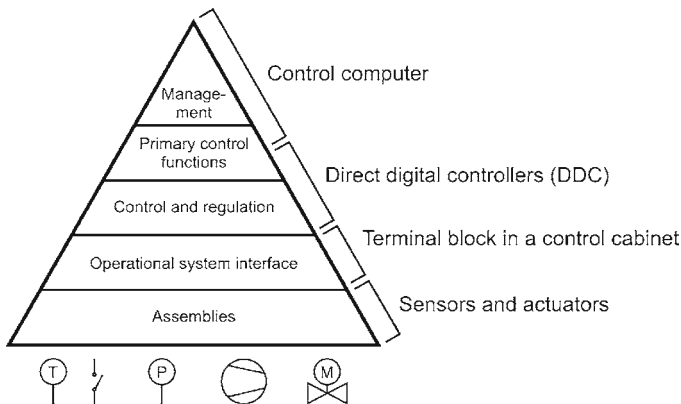 Manage-
ment
Control computer
Primary control
functions
Direct digital controllers (DDC)
Control and regulation
Terminal block in a control cabinet
Operational system interface
Sensors and actuators
Assemblies
T
P
M